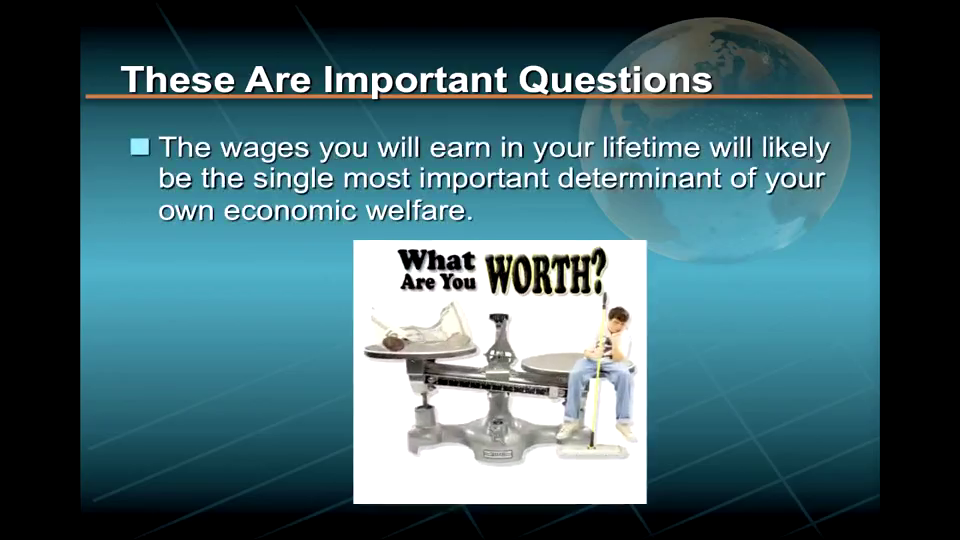 These Are Important Questions
The wages you will earn in your lifetime will likely
be the single most important determinant of your
own economic welfare.
What
Are You WORTH?